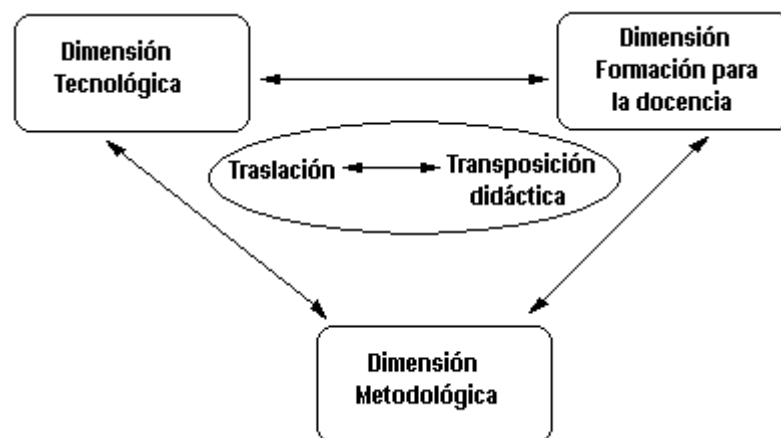 Dimensión
Tecnológica
Dimensión
Formación para
la docencia
Traslación
Transposición
didáctica
Dimensión
Metodológica